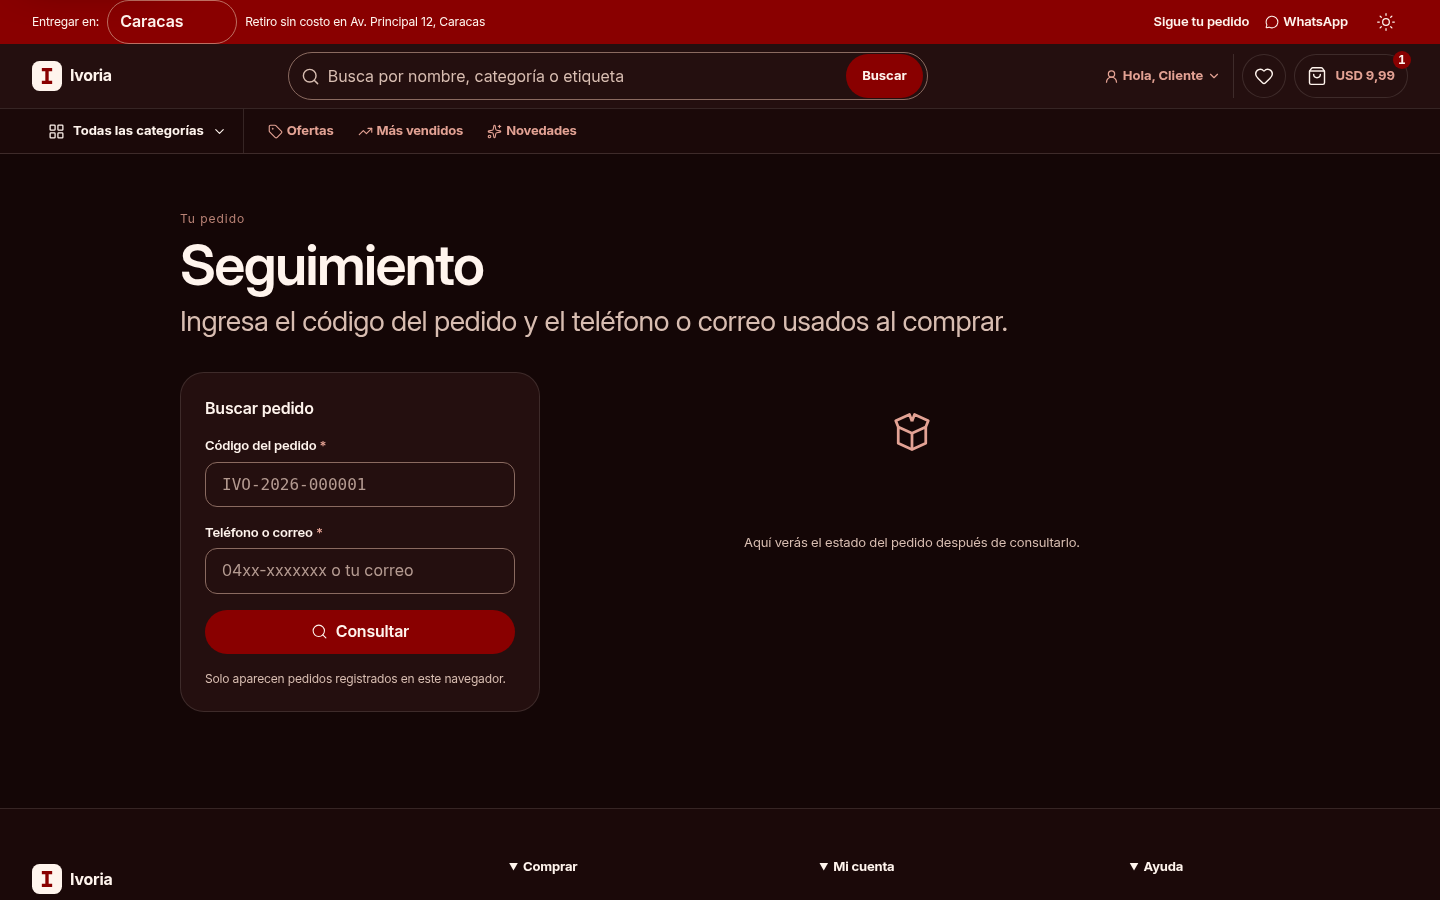 Entregar en:
Caracas
Retiro sin costo en Av. Principal 12, Caracas
Sigue tu pedido
WhatsApp
I
Ivoria
Busca por nombre, categoría o etiqueta
Buscar
Hola, Cliente
USD 9,99
1
Todas las categorías
Ofertas
Más vendidos
Novedades
Tu pedido
Seguimiento
Ingresa el código del pedido y el teléfono o correo usados al comprar.
Buscar pedido
Código del pedido *
IVO-2026-000001
Teléfono o correo *
04xx-xxxxxxx o tu correo
Consultar
Solo aparecen pedidos registrados en este navegador.
Aquí verás el estado del pedido después de consultarlo.
I
Ivoria
Comprar
Mi cuenta
Ayuda